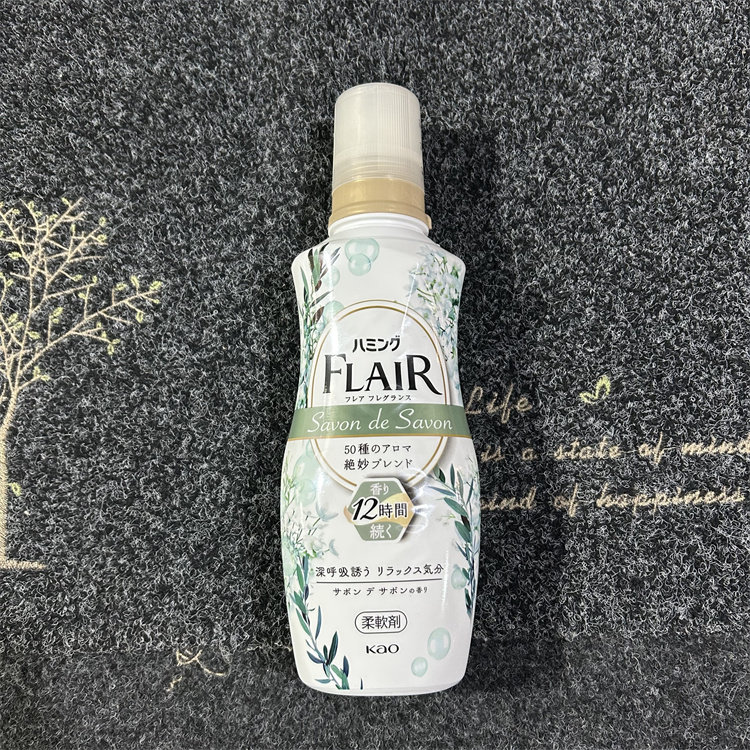 ハミング
FLAIR
フレア フレグランス
Savon de Savon
50種のアロマ
絶妙ブレンド
香り
12時間
続く
深呼吸誘う リラックス気分
サボン デ サボンの香り
柔軟剤
Kao
Life
is a state of mind
kind of happiness